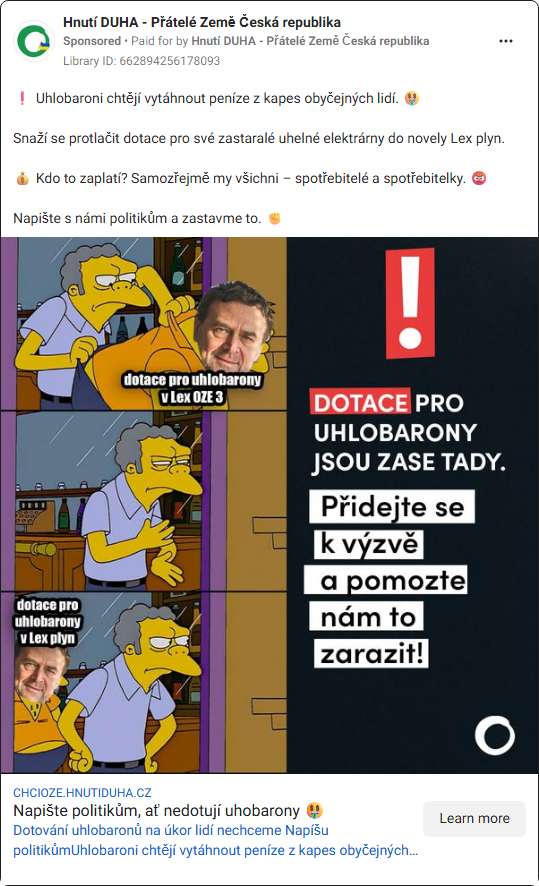 Hnutí DUHA - Přátelé Země Česká republika
Sponsored • Paid for by Hnutí DUHA - Přátelé Země Česká republika
Library ID: 662894256178093
❗ Uhlobaroni chtějí vytáhnout peníze z kapes obyčejných lidí. 🤑
Snaží se protlačit dotace pro své zastaralé uhelné elektrárny do novely Lex plyn.
💰 Kdo to zaplatí? Samozřejmě my všichni – spotřebitelé a spotřebitelky. 😡
Napište s námi politikům a zastavme to. ✊
dotace pro uhlobarony
v Lex OZE 3
dotace pro
uhlobarony
v Lex plyn
!
DOTACE PRO
UHLOBARONY
JSOU ZASE TADY.
Přidejte se
k výzvě
a pomozte
nám to
zarazit!
CHCIOZE.HNUTIDUHA.CZ
Napište politikům, ať nedotují uhobarony 🤑
Dotování uhlobaronů na úkor lidí nechceme Napíšu
politikůmUhlobaroni chtějí vytáhnout peníze z kapes obyčejných...
Learn more